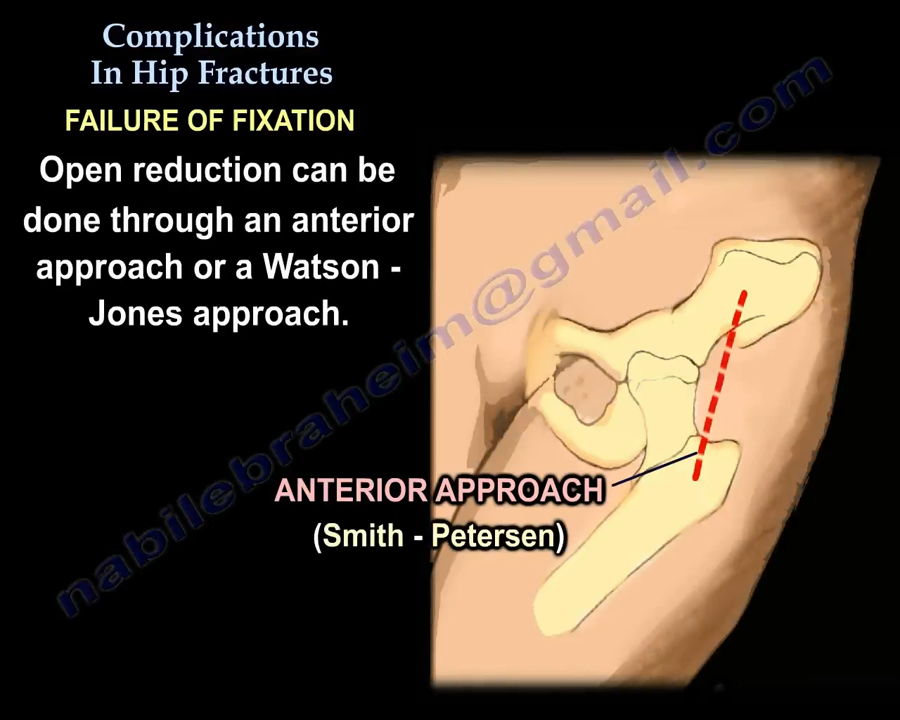 Complications
In Hip Fractures
FAILURE OF FIXATION
Open reduction can be
done through an anterior
approach or a Watson -
Jones approach.
ANTERIOR APPROACH
(Smith - Petersen)
nabilebraheim@gmail.com